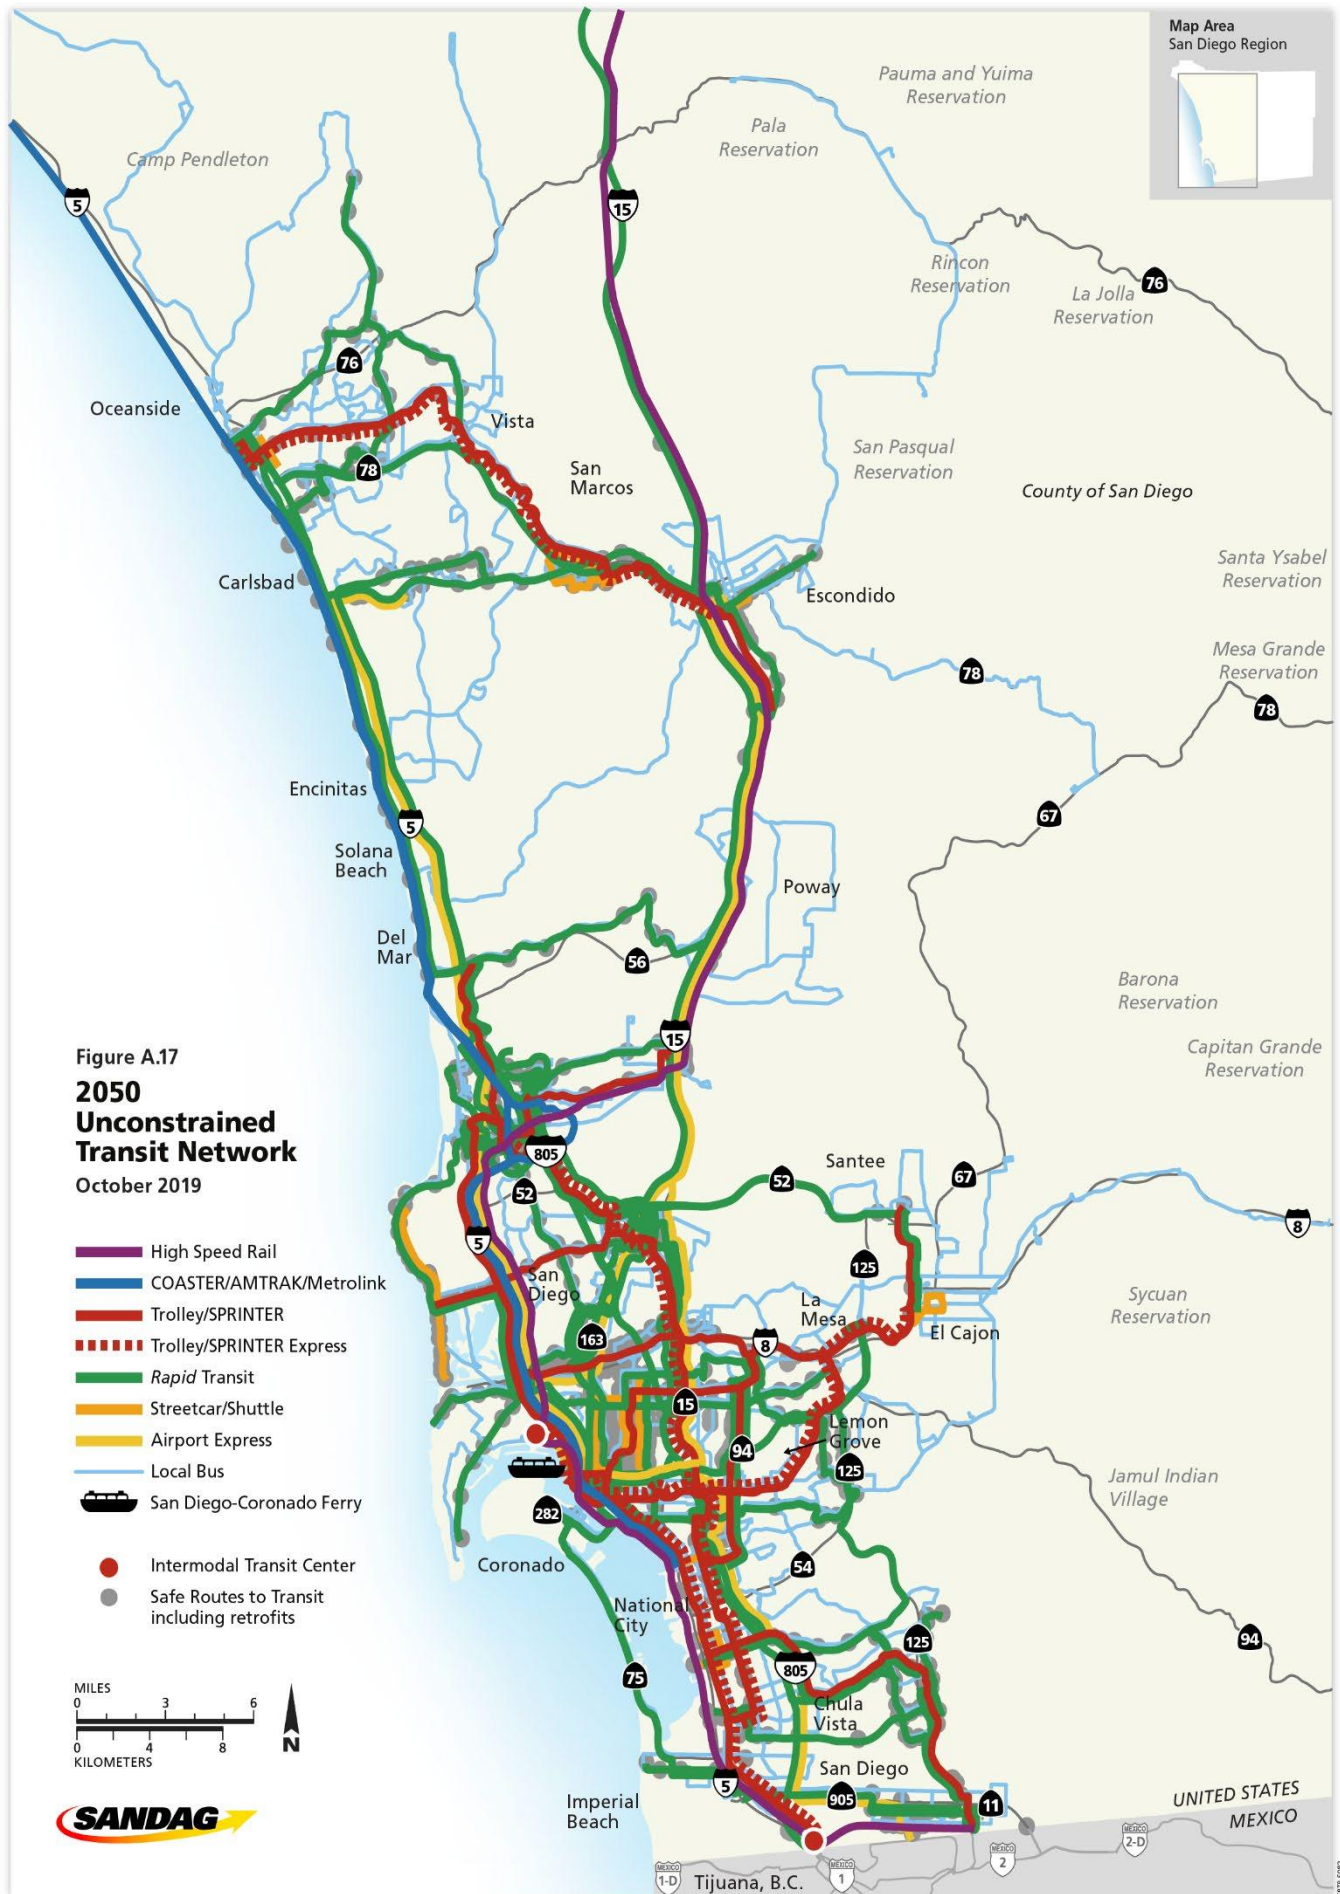 Map Area
San Diego Region
Pauma and Yuima
Reservation
Pala
Reservation
Camp Pendleton
5
15
Rincon
Reservation
La Jolla
Reservation
76
76
Oceanside
Vista
78
San
Marcos
San Pasqual
Reservation
County of San Diego
Santa Ysabel
Reservation
Carlsbad
Escondido
Mesa Grande
Reservation
78
78
Encinitas
5
67
Solana
Beach
Poway
Del
Mar
56
Barona
Reservation
15
Capitan Grande
Reservation
Figure A.17
2050
Unconstrained
Transit Network
October 2019
805
Santee
52
67
52
8
5
125
High Speed Rail
COASTER/AMTRAK/Metrolink
Trolley/SPRINTER
Trolley/SPRINTER Express
Rapid Transit
Streetcar/Shuttle
Airport Express
Local Bus
San Diego-Coronado Ferry
Intermodal Transit Center
Safe Routes to Transit
including retrofits
San
Diego
La
Mesa
Sycuan
Reservation
163
8
El Cajon
15
94
Lemon
Grove
125
Jamul Indian
Village
282
Coronado
54
National
City
125
94
805
75
Chula
Vista
MILES
0 3 6
0 4 8
KILOMETERS
N
San Diego
5
905
11
UNITED STATES
MEXICO
Imperial
Beach
SANDAG
MEXICO
1-D
Tijuana, B.C.
MEXICO
1
MEXICO
2
MEXICO
2-D